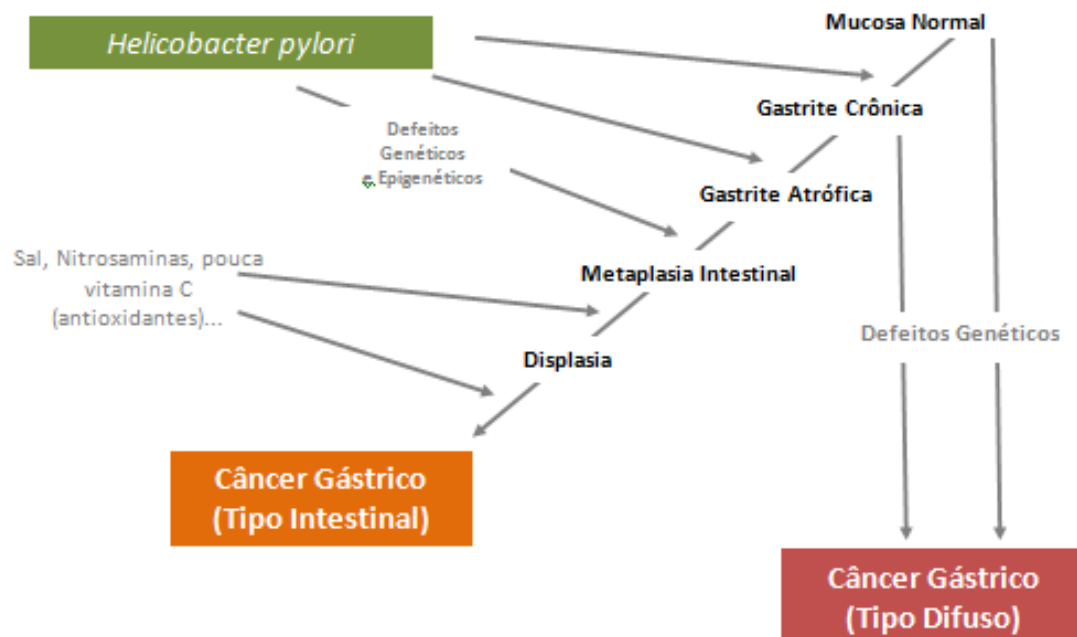 Helicobacter pylori
Mucosa Normal
Gastrite Crônica
Defeitos
Genéticos
e Epigenéticos
Gastrite Atrófica
Sal, Nitrosaminas, pouca
vitamina C
(antioxidantes)...
Metaplasia Intestinal
Defeitos Genéticos
Displasia
Câncer Gástrico
(Tipo Intestinal)
Câncer Gástrico
(Tipo Difuso)